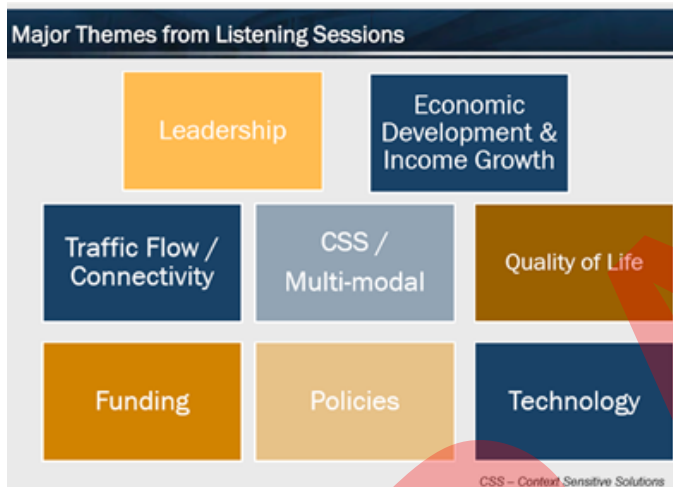 Major Themes from Listening Sessions
Leadership
Economic
Development &
Income Growth
Traffic Flow /
Connectivity
CSS /
Multi-modal
Quality of Life
Funding
Policies
Technology
CSS – Context Sensitive Solutions